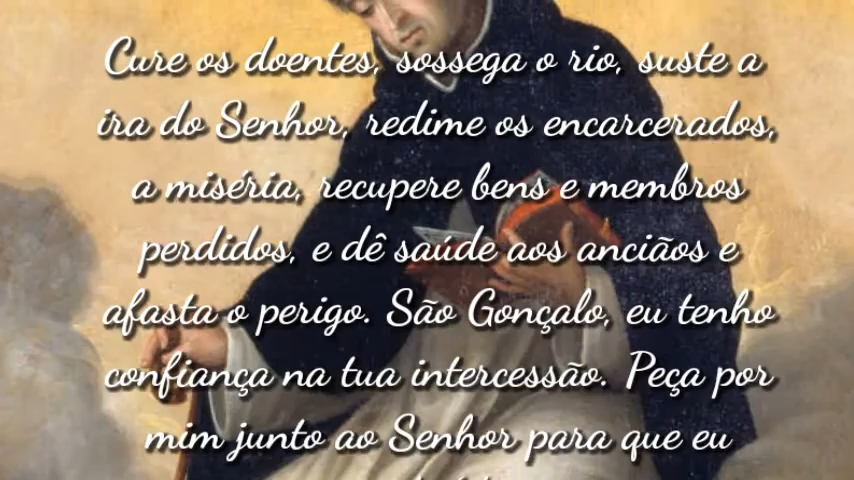 Cure os doentes, sossega o rio, suste a
ira do Senhor, redime os encarcerados,
a miséria, recupere bens e membros
perdidos, e dê saúde aos anciãos e
afasta o perigo. São Gonçalo, eu tenho
confiança na tua intercessão. Peça por
mim junto ao Senhor para que eu